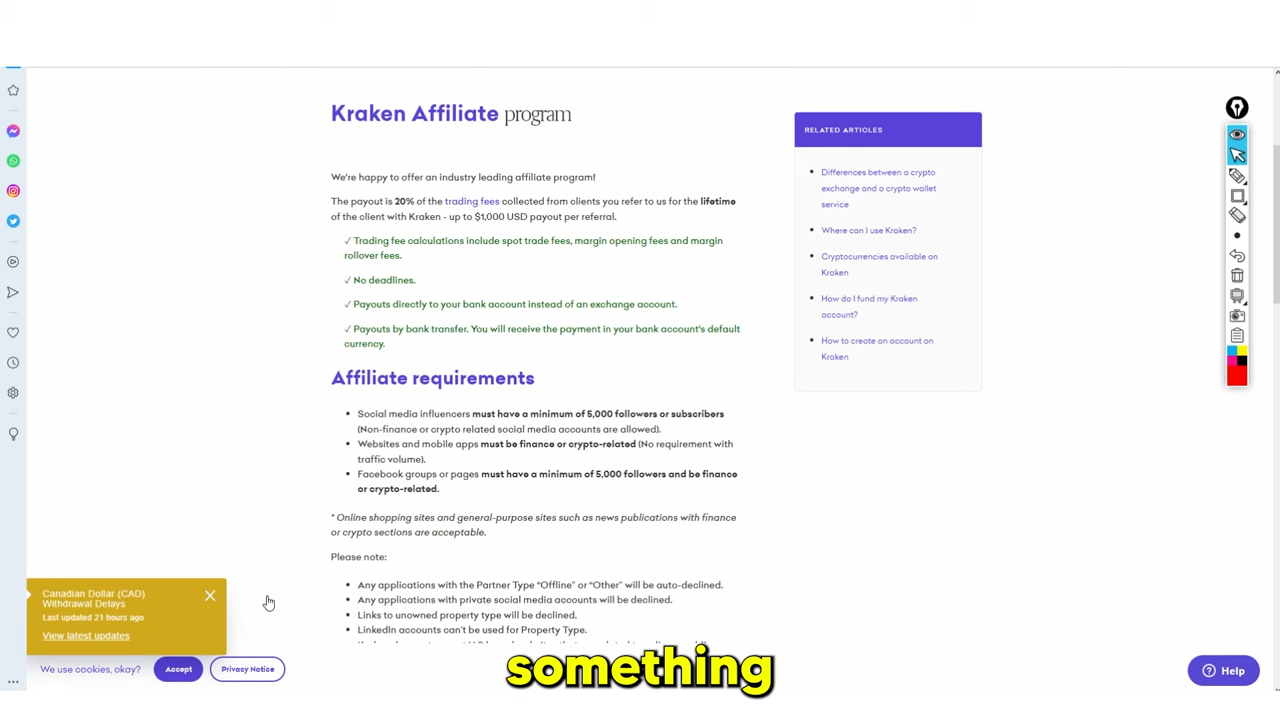 Kraken Affiliate program
We're happy to offer an industry leading affiliate program!
The payout is 20% of the trading fees collected from clients you refer to us for the lifetime
of the client with Kraken - up to $1,000 USD payout per referral.
✓ Trading fee calculations include spot trade fees, margin opening fees and margin
rollover fees.
✓ No deadlines.
✓ Payouts directly to your bank account instead of an exchange account.
✓ Payouts by bank transfer. You will receive the payment in your bank account's default
currency.
Affiliate requirements
• Social media influencers must have a minimum of 5,000 followers or subscribers
(Non-finance or crypto related social media accounts are allowed).
• Websites and mobile apps must be finance or crypto-related (No requirement with
traffic volume).
• Facebook groups or pages must have a minimum of 5,000 followers and be finance
or crypto-related.
* Online shopping sites and general-purpose sites such as news publications with finance
or crypto sections are acceptable.
Please note:
• Any applications with the Partner Type “Offline” or “Other” will be auto-declined.
• Any applications with private social media accounts will be declined.
• Links to unowned property type will be declined.
• LinkedIn accounts can't be used for Property Type.
RELATED ARTICLES
• Differences between a crypto
exchange and a crypto wallet
service
• Where can I use Kraken?
• Cryptocurrencies available on
Kraken
• How do I fund my Kraken
account?
• How to create an account on
Kraken
Canadian Dollar (CAD)
Withdrawal Delays
Last updated 21 hours ago
View latest updates
We use cookies, okay?
Accept
Privacy Notice
something
Help